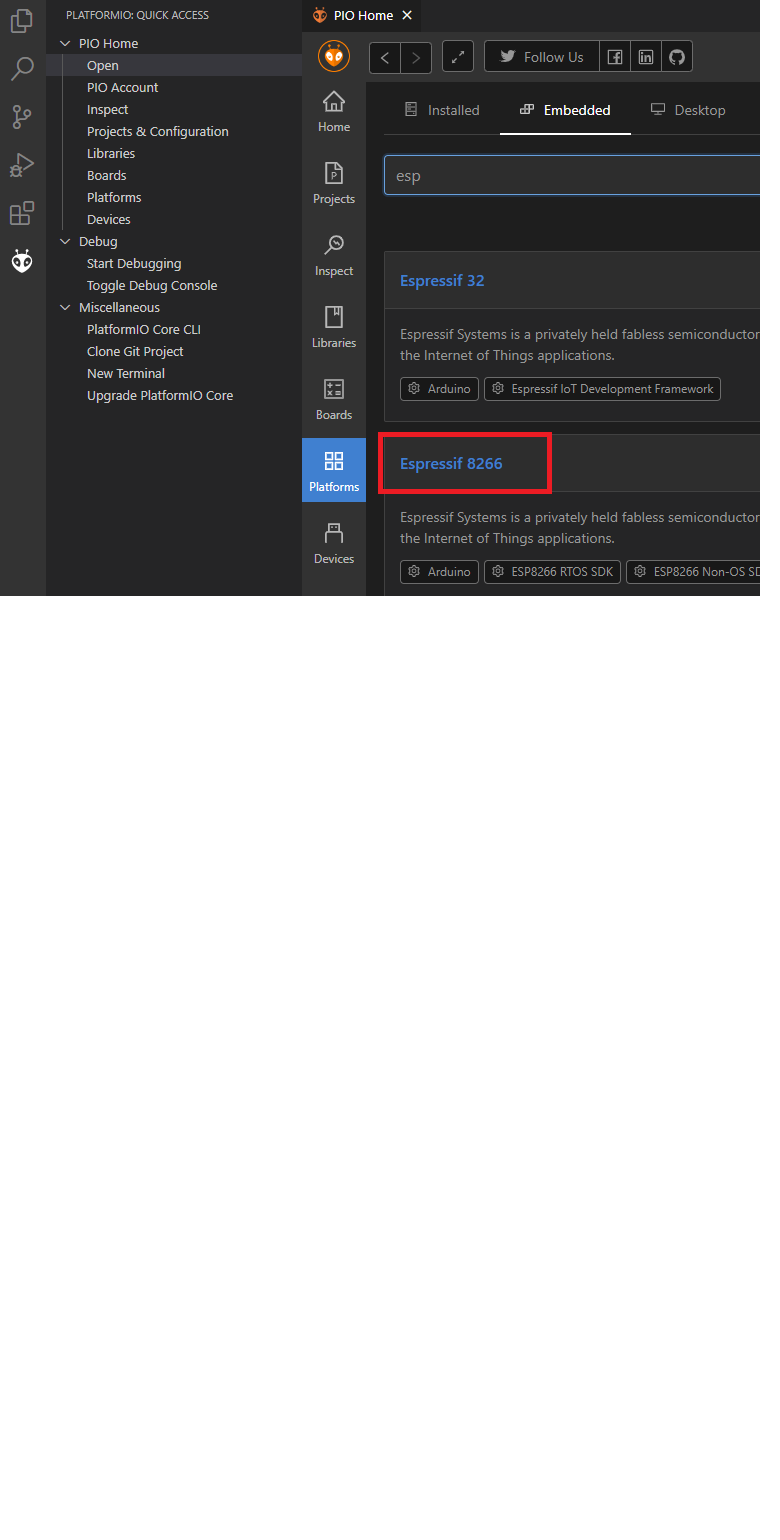 PLATFORMIO: QUICK ACCESS
PIO Home
Open
PIO Account
Inspect
Projects & Configuration
Libraries
Boards
Platforms
Devices
Debug
Start Debugging
Toggle Debug Console
Miscellaneous
PlatformIO Core CLI
Clone Git Project
New Terminal
Upgrade PlatformIO Core
PIO Home
Follow Us
Home
Projects
Inspect
Libraries
Boards
Platforms
Devices
Installed Embedded Desktop
esp
Espressif 32
Espressif Systems is a privately held fabless semiconductor
the Internet of Things applications.
Arduino Espressif IoT Development Framework
Espressif 8266
Espressif Systems is a privately held fabless semiconductor
the Internet of Things applications.
Arduino ESP8266 RTOS SDK ESP8266 Non-OS SD